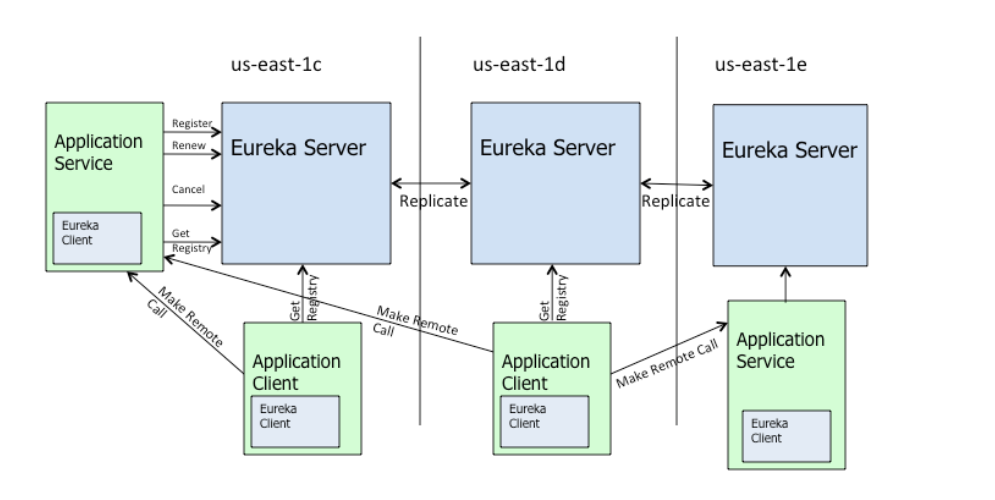 us-east-1c
us-east-1d
us-east-1e
Application
Service
Eureka
Client
Register
Renew
Cancel
Get
Registry
Eureka Server
Replicate
Eureka Server
Replicate
Eureka Server
Make Remote
Call
Get
Registry
Make Remote
Call
Get
Registry
Make Remote Call
Application
Client
Eureka
Client
Application
Client
Eureka
Client
Application
Service
Eureka
Client